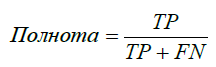 Полнота = TP / (TP + FN)